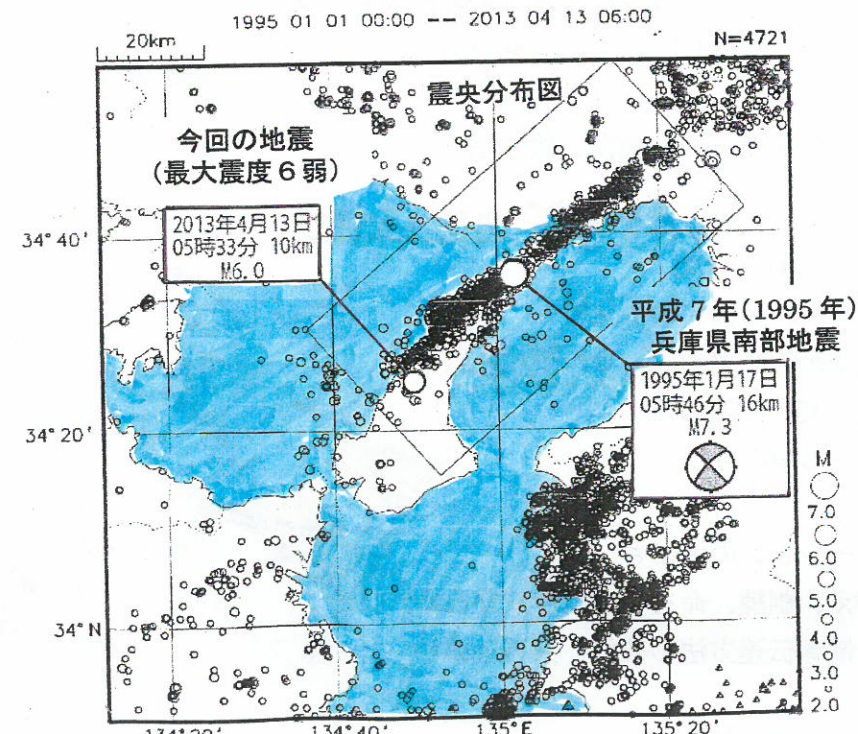 1995 01 01 00:00 -- 2013 04 13 06:00
20km
N=4721
震央分布図
今回の地震
(最大震度6弱)
2013年4月13日
05時33分 10km
M6.0
34°40′
平成7年(1995年)
兵庫県南部地震
1995年1月17日
05時46分 16km
M7.3
34°20′
M
7.0
6.0
5.0
4.0
3.0
2.0
34°N
134°20′
134°40′
135°E
135°20′